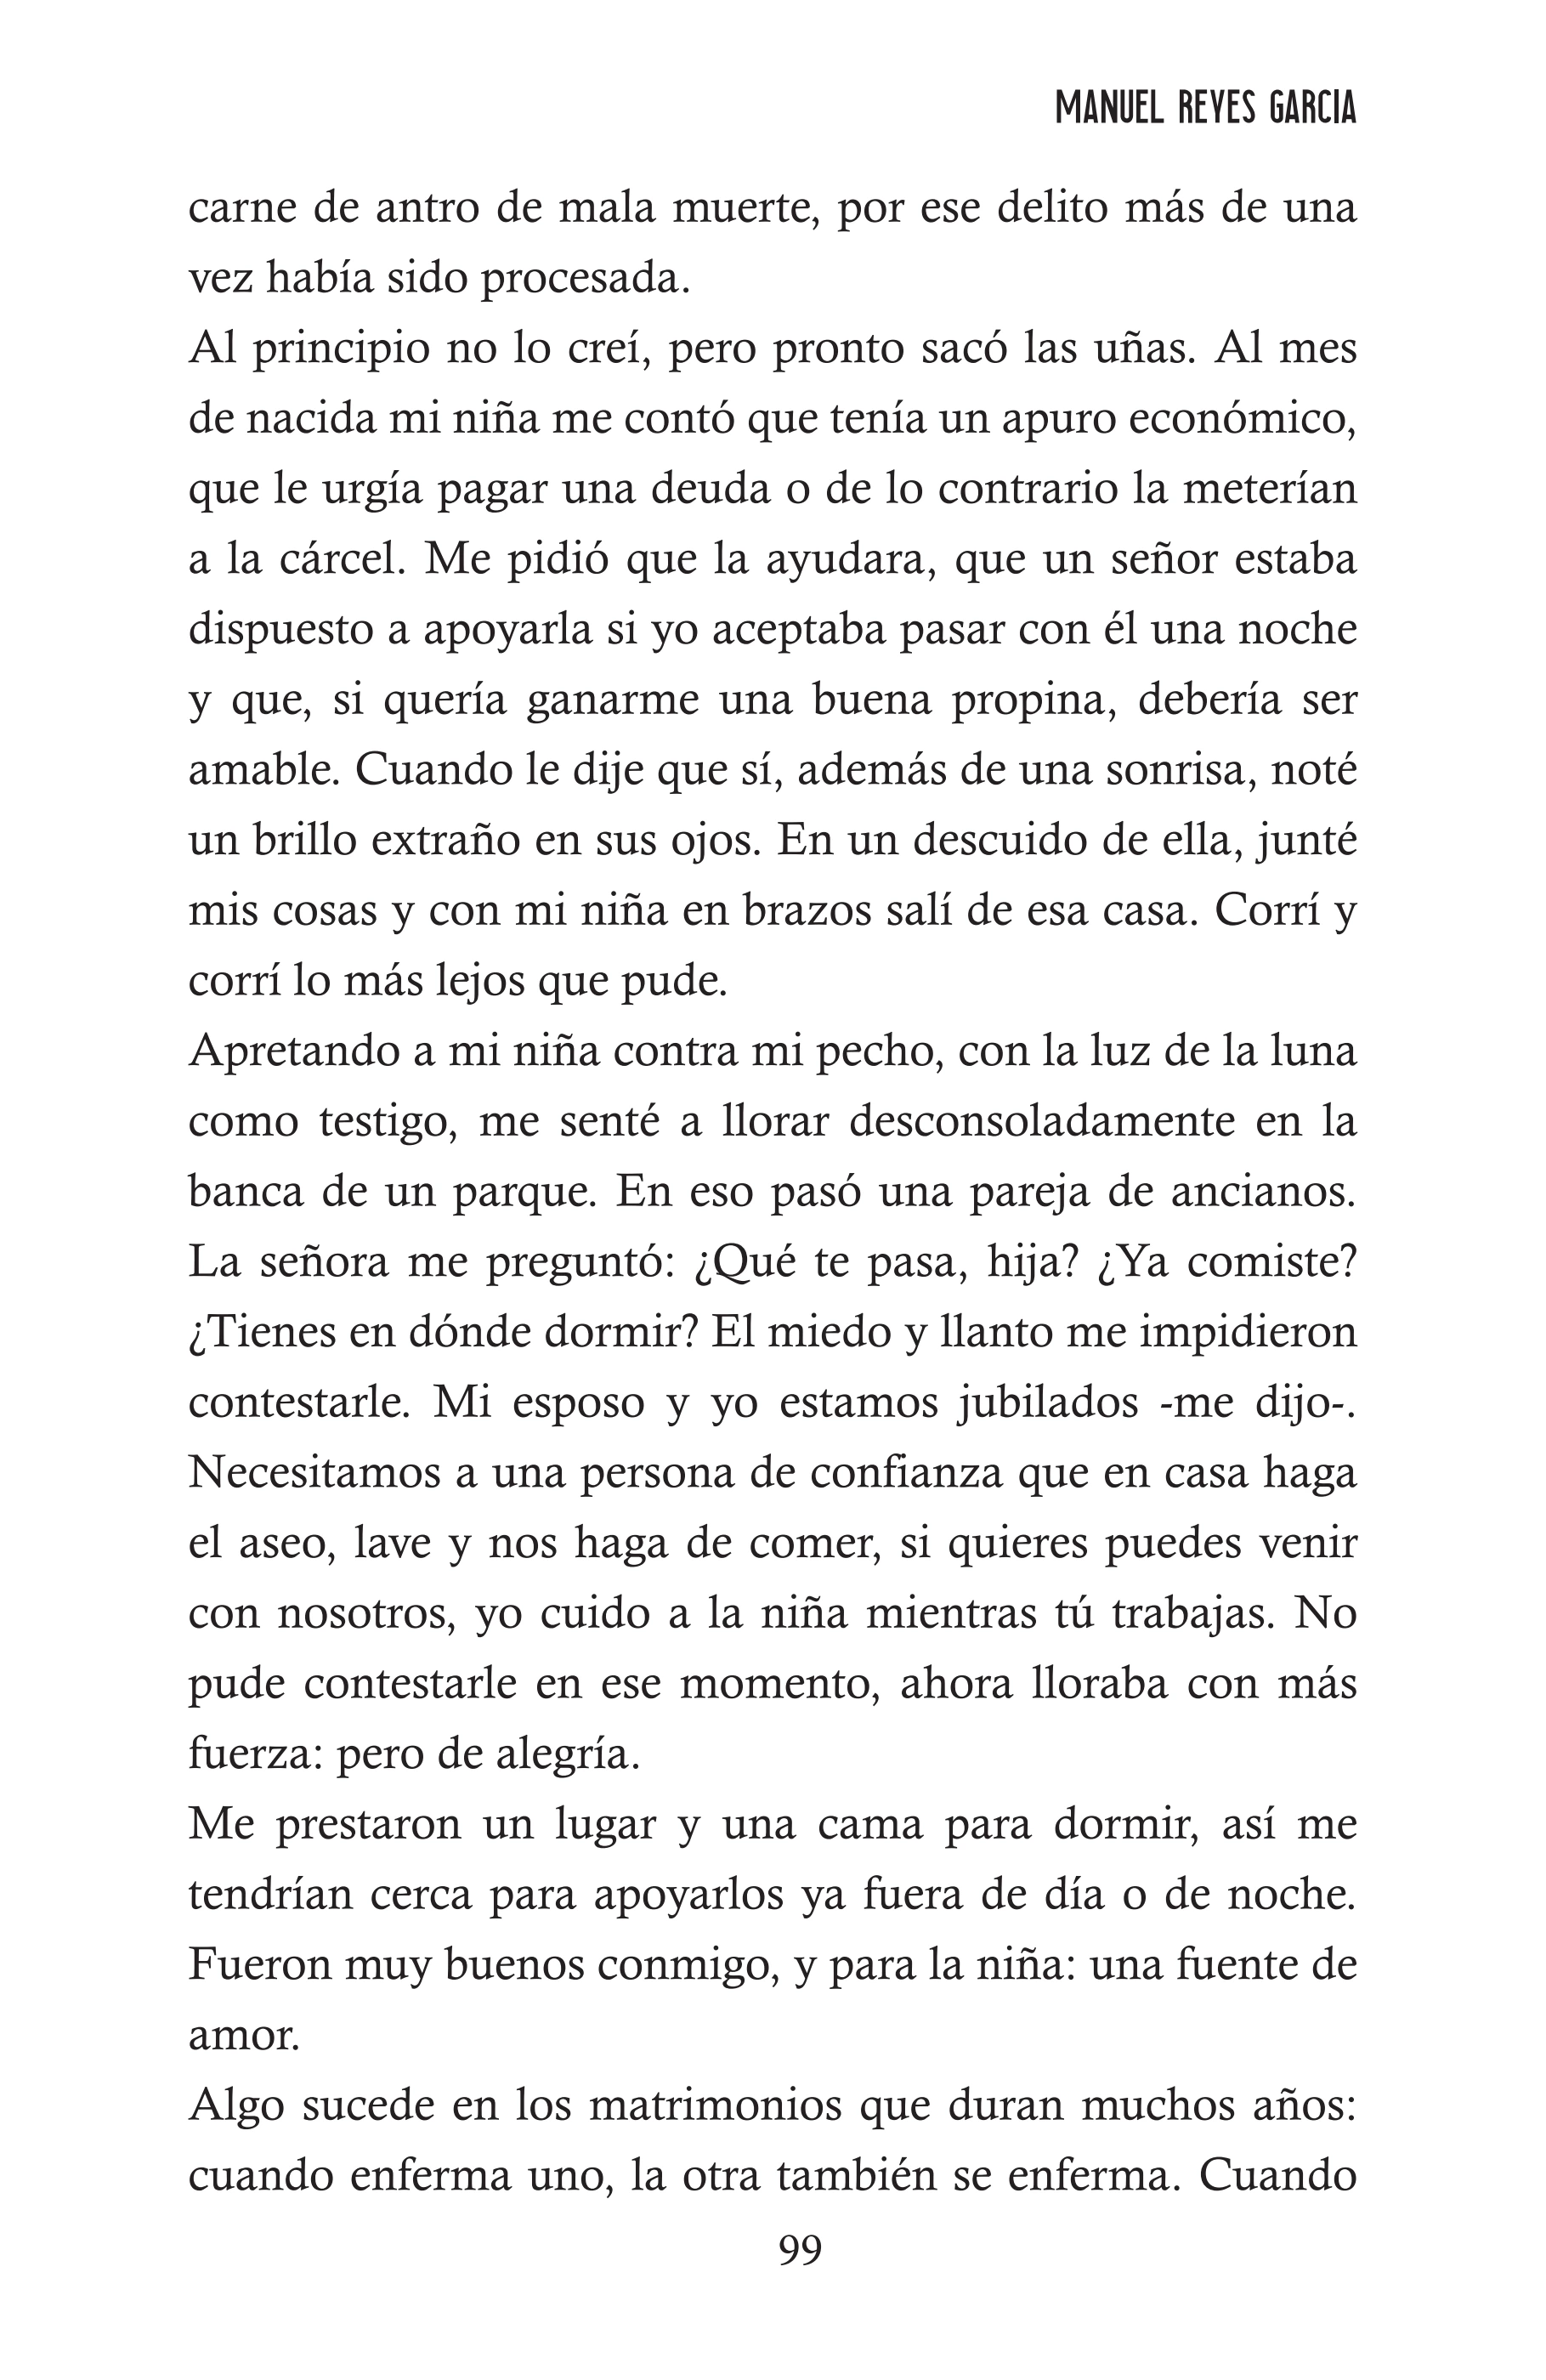 MANUEL REYES GARCIA
carne de antro de mala muerte, por ese delito más de una
vez había sido procesada.
Al principio no lo creí, pero pronto sacó las uñas. Al mes
de nacida mi niña me contó que tenía un apuro económico,
que le urgía pagar una deuda o de lo contrario la meterían
a la cárcel. Me pidió que la ayudara, que un señor estaba
dispuesto a apoyarla si yo aceptaba pasar con él una noche
y que, si quería ganarme una buena propina, debería ser
amable. Cuando le dije que sí, además de una sonrisa, noté
un brillo extraño en sus ojos. En un descuido de ella, junté
mis cosas y con mi niña en brazos salí de esa casa. Corrí y
corrí lo más lejos que pude.
Apretando a mi niña contra mi pecho, con la luz de la luna
como testigo, me senté a llorar desconsoladamente en la
banca de un parque. En eso pasó una pareja de ancianos.
La señora me preguntó: ¿Qué te pasa, hija? ¿Ya comiste?
¿Tienes en dónde dormir? El miedo y llanto me impidieron
contestarle. Mi esposo y yo estamos jubilados -me dijo-.
Necesitamos a una persona de confianza que en casa haga
el aseo, lave y nos haga de comer, si quieres puedes venir
con nosotros, yo cuido a la niña mientras tú trabajas. No
pude contestarle en ese momento, ahora lloraba con más
fuerza: pero de alegría.
Me prestaron un lugar y una cama para dormir, así me
tendrían cerca para apoyarlos ya fuera de día o de noche.
Fueron muy buenos conmigo, y para la niña: una fuente de
amor.
Algo sucede en los matrimonios que duran muchos años:
cuando enferma uno, la otra también se enferma. Cuando
99